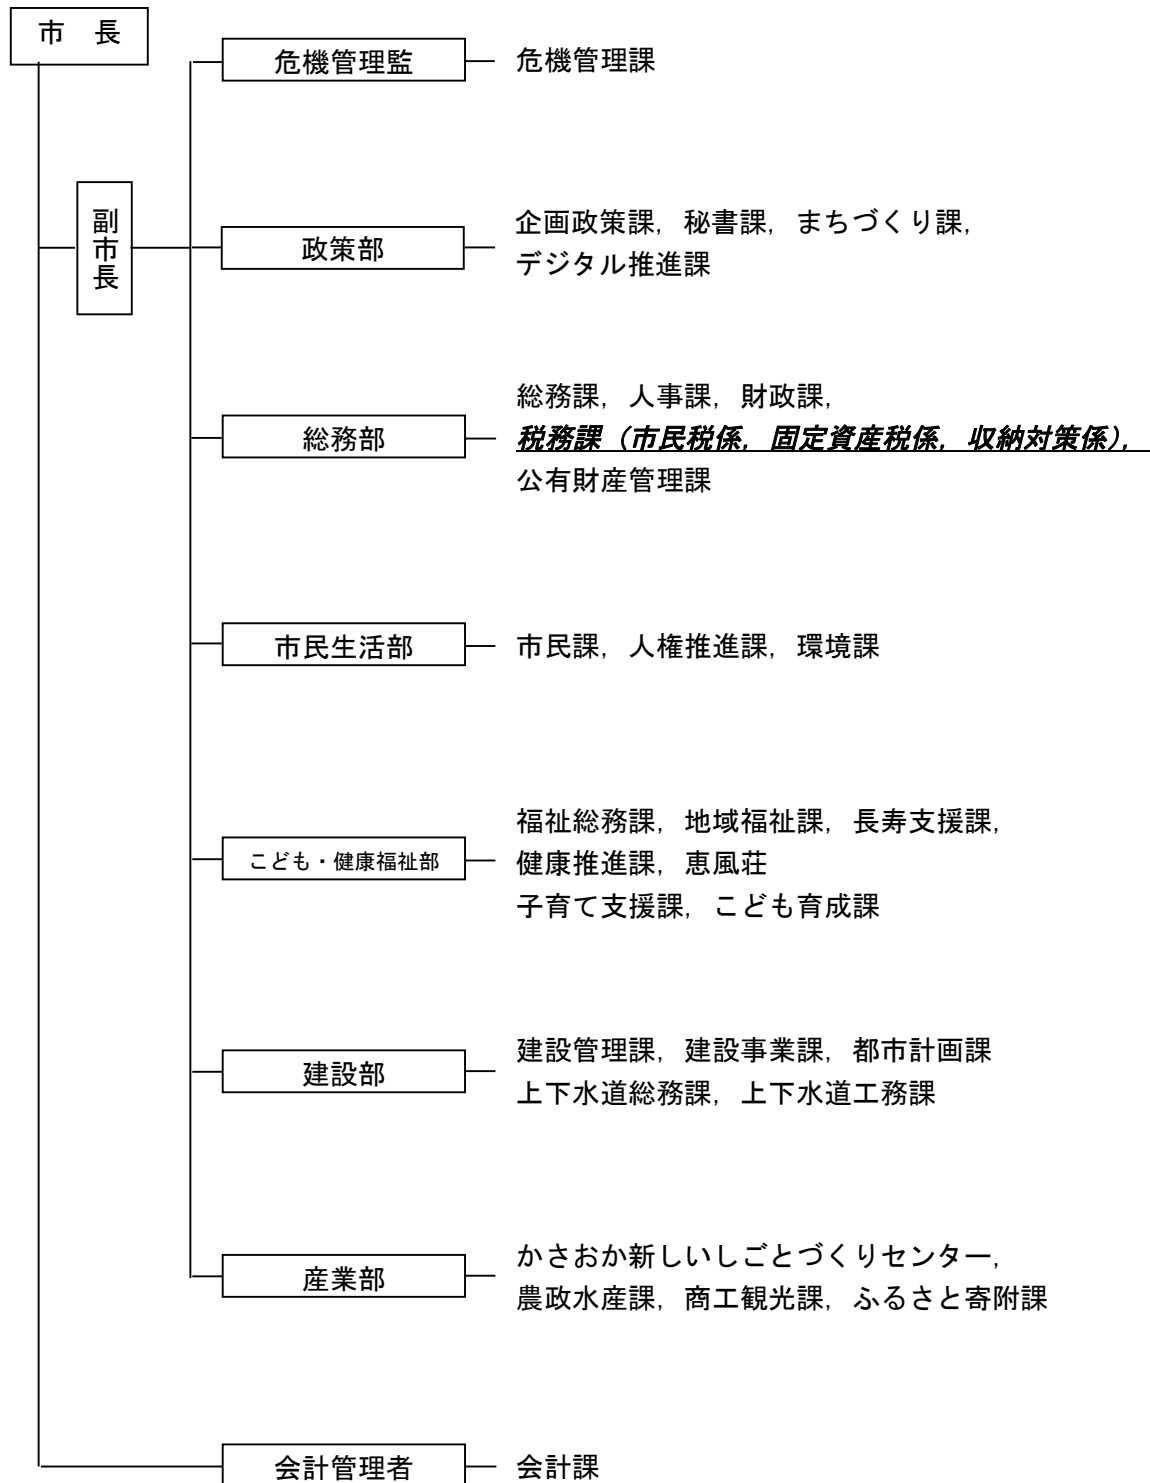 市　長
危機管理監
危機管理課
副市長
政策部
企画政策課，秘書課，まちづくり課，
デジタル推進課
総務部
総務課，人事課，財政課，
税務課（市民税係，固定資産税係，収納対策係），
公有財産管理課
市民生活部
市民課，人権推進課，環境課
こども・健康福祉部
福祉総務課，地域福祉課，長寿支援課，
健康推進課，恵風荘
子育て支援課，こども育成課
建設部
建設管理課，建設事業課，都市計画課
上下水道総務課，上下水道工務課
産業部
かさおか新しいしごとづくりセンター，
農政水産課，商工観光課，ふるさと寄附課
会計管理者
会計課